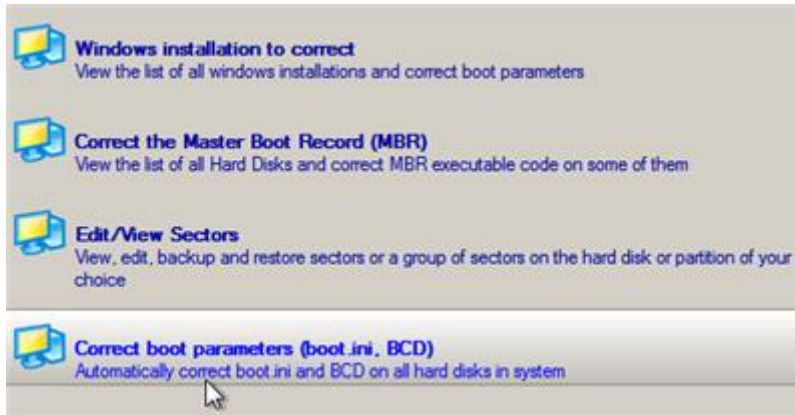 Windows installation to correct
View the list of all windows installations and correct boot parameters
Correct the Master Boot Record (MBR)
View the list of all Hard Disks and correct MBR executable code on some of them
Edit/View Sectors
View, edit, backup and restore sectors or a group of sectors on the hard disk or partition of your
choice
Correct boot parameters (boot.ini, BCD)
Automatically correct boot.ini and BCD on all hard disks in system